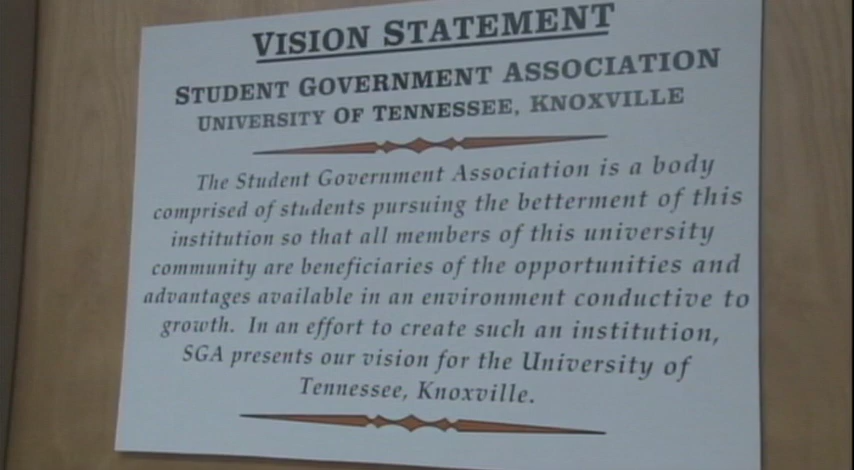 VISION STATEMENT
STUDENT GOVERNMENT ASSOCIATION
UNIVERSITY OF TENNESSEE, KNOXVILLE
The Student Government Association is a body
comprised of students pursuing the betterment of this
institution so that all members of this university
community are beneficiaries of the opportunities and
advantages available in an environment conductive to
growth. In an effort to create such an institution,
SGA presents our vision for the University of
Tennessee, Knoxville.